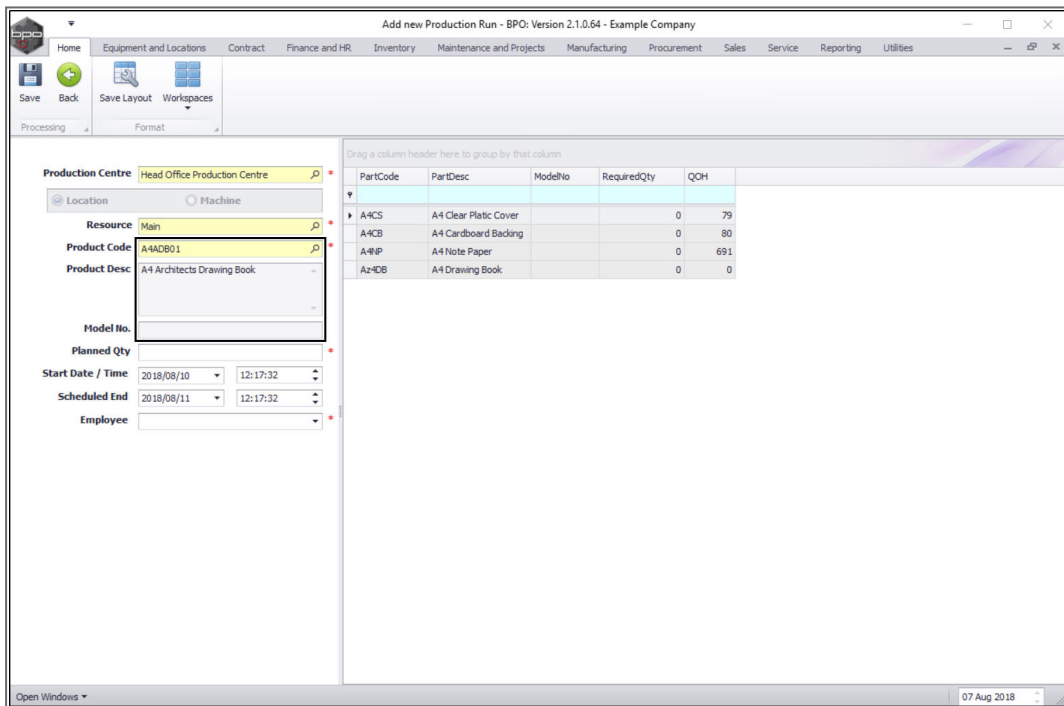 Add new Production Run - BPO: Version 2.1.0.64 - Example Company
bpo
Home Equipment and Locations Contract Finance and HR Inventory Maintenance and Projects Manufacturing Procurement Sales Service Reporting Utilities
Save Back Save Layout Workspaces
Processing Format
Drag a column header here to group by that column
Production Centre Head Office Production Centre *
PartCode PartDesc ModelNo RequiredQty QOH
Location Machine
A4CS A4 Clear Platic Cover 0 79
Resource Main *
A4CB A4 Cardboard Backing 0 80
Product Code A4ADB01 *
A4NP A4 Note Paper 0 691
Product Desc A4 Architects Drawing Book
Az4DB A4 Drawing Book 0 0
Model No.
Planned Qty *
Start Date / Time 2018/08/10 12:17:32
Scheduled End 2018/08/11 12:17:32
Employee *
Open Windows 07 Aug 2018